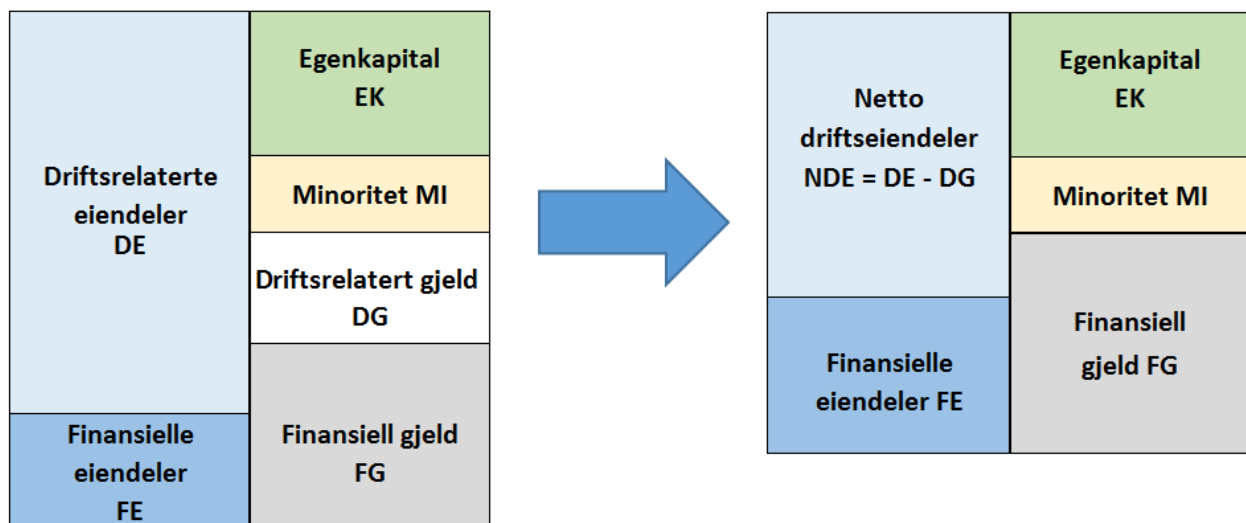 Driftsrelaterte
eiendeler
DE
Finansielle
eiendeler
FE
Egenkapital
EK
Minoritet MI
Driftsrelatert gjeld
DG
Finansiell gjeld
FG
Netto
driftseiendeler
NDE = DE - DG
Finansielle
eiendeler FE
Egenkapital
EK
Minoritet MI
Finansiell
gjeld FG